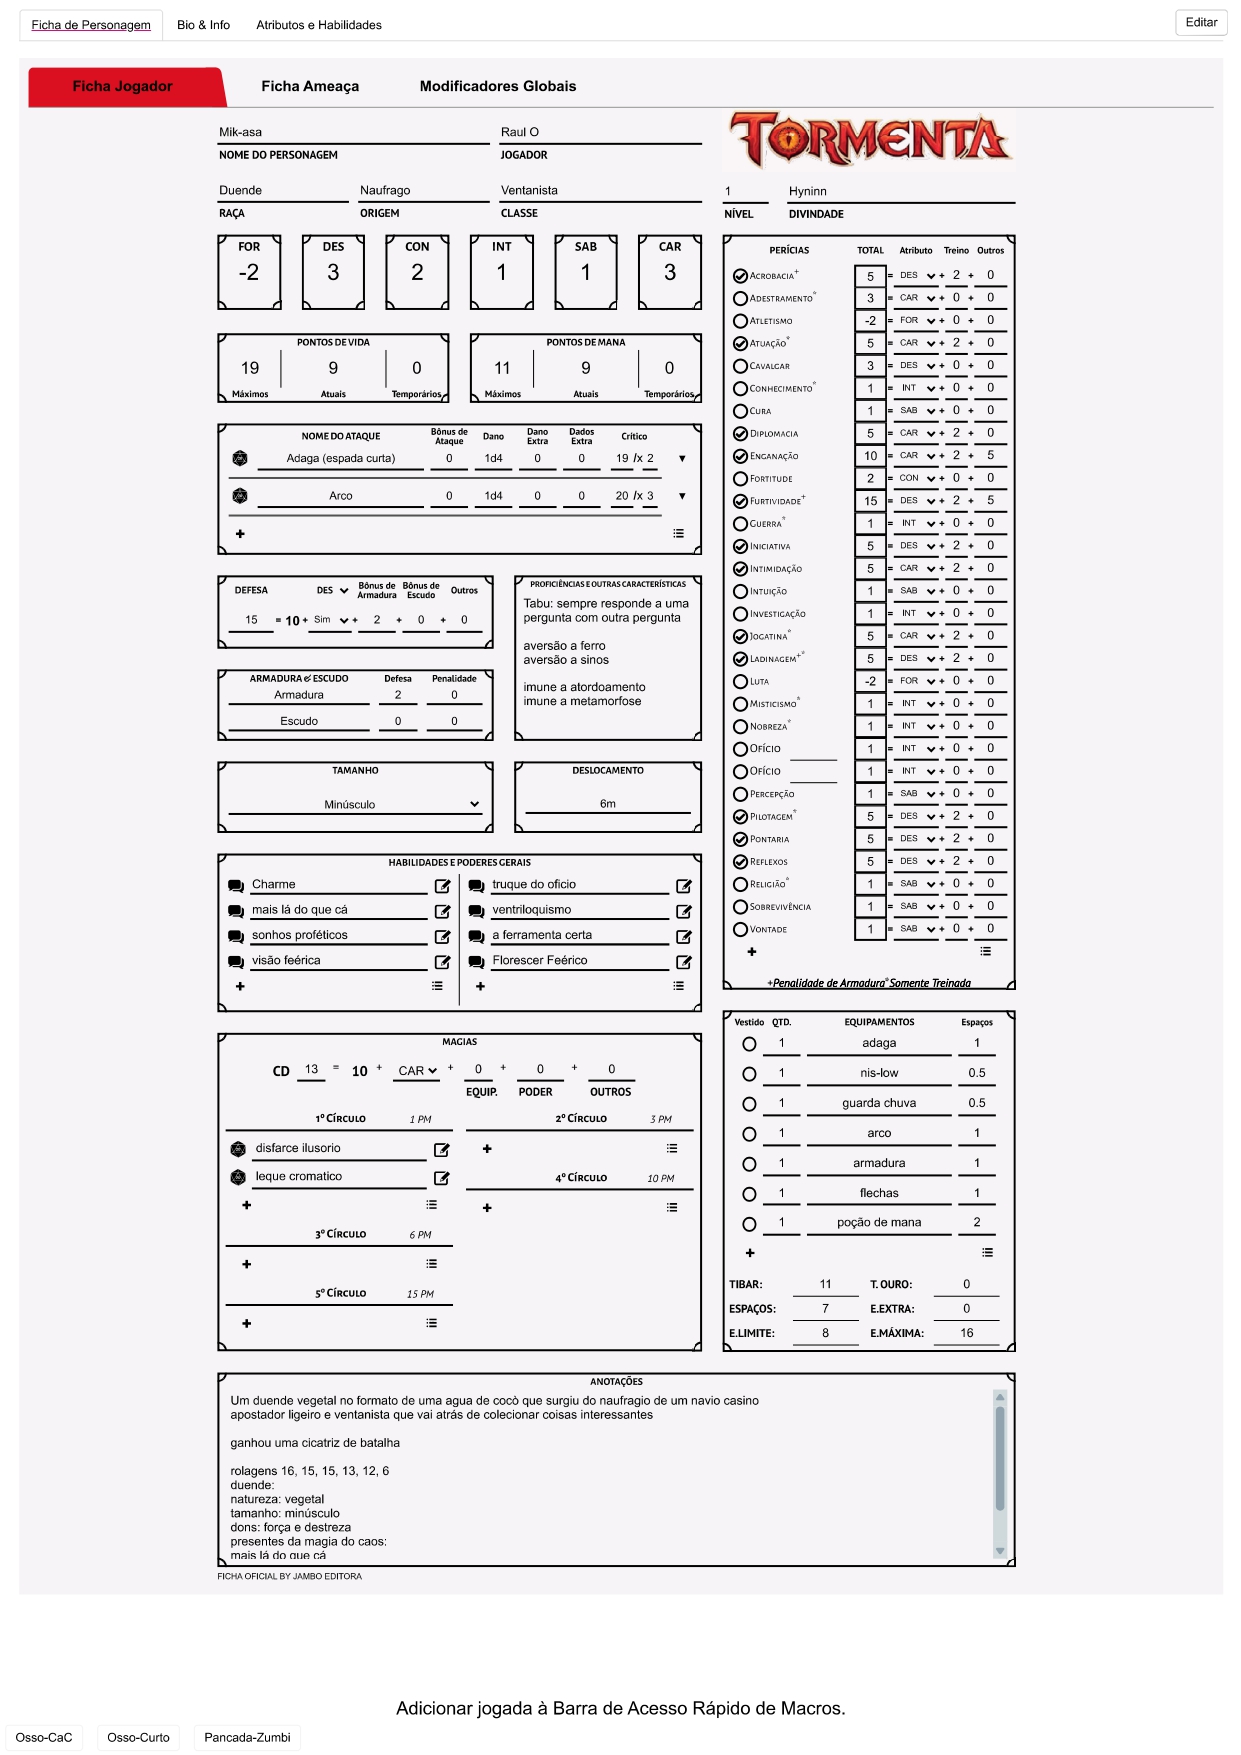 Ficha de Personagem Bio & Info Atributos e Habilidades Editar
Ficha Jogador Ficha Ameaça Modificadores Globais
TORMENTA
Mik-asa Raul O
NOME DO PERSONAGEM JOGADOR
Duende Naufrago Ventanista 1 Hyninn
RAÇA ORIGEM CLASSE NÍVEL DIVINDADE
FOR DES CON INT SAB CAR
-2 3 2 1 1 3
PONTOS DE VIDA
19 9 0
Máximos Atuais Temporários
PONTOS DE MANA
11 9 0
Máximos Atuais Temporários
NOME DO ATAQUE Bônus de Ataque Dano Dano Extra Dados Extra Crítico
Adaga (espada curta) 0 1d4 0 0 19 /x 2 ▼
Arco 0 1d4 0 0 20 /x 3 ▼
+
DEFESA DES Bônus de Armadura Bônus de Escudo Outros
15 = 10 + Sim + 2 + 0 + 0
ARMADURA & ESCUDO Defesa Penalidade
Armadura 2 0
Escudo 0 0
PROFICIÊNCIAS E OUTRAS CARACTERÍSTICAS
Tabu: sempre responde a uma
pergunta com outra pergunta
aversão a ferro
aversão a sinos
imune a atordoamento
imune a metamorfose
TAMANHO
Minúsculo
DESLOCAMENTO
6m
HABILIDADES E PODERES GERAIS
Charme truque do oficio
mais lá do que cá ventriloquismo
sonhos proféticos a ferramenta certa
visão feérica Florescer Feérico
+ +
MAGIAS
CD 13 = 10 + CAR + 0 + 0 + 0
EQUIP. PODER OUTROS
1º CÍRCULO 1 PM 2º CÍRCULO 3 PM
disfarce ilusorio +
leque cromatico 4º CÍRCULO 10 PM
+ +
3º CÍRCULO 6 PM
+
5º CÍRCULO 15 PM
+
PERÍCIAS TOTAL Atributo Treino Outros
ACROBACIA+ 5 = DES + 2 + 0
ADESTRAMENTO* 3 = CAR + 0 + 0
ATLETISMO -2 = FOR + 0 + 0
ATUAÇÃO* 5 = CAR + 2 + 0
CAVALGAR 3 = DES + 0 + 0
CONHECIMENTO* 1 = INT + 0 + 0
CURA 1 = SAB + 0 + 0
DIPLOMACIA 5 = CAR + 2 + 0
ENGANAÇÃO 10 = CAR + 2 + 5
FORTITUDE 2 = CON + 0 + 0
FURTIVIDADE+ 15 = DES + 2 + 5
GUERRA* 1 = INT + 0 + 0
INICIATIVA 5 = DES + 2 + 0
INTIMIDAÇÃO 5 = CAR + 2 + 0
INTUIÇÃO 1 = SAB + 0 + 0
INVESTIGAÇÃO 1 = INT + 0 + 0
JOGATINA* 5 = CAR + 2 + 0
LADINAGEM+* 5 = DES + 2 + 0
LUTA -2 = FOR + 0 + 0
MISTICISMO* 1 = INT + 0 + 0
NOBREZA* 1 = INT + 0 + 0
OFÍCIO 1 = INT + 0 + 0
OFÍCIO 1 = INT + 0 + 0
PERCEPÇÃO 1 = SAB + 0 + 0
PILOTAGEM* 5 = DES + 2 + 0
PONTARIA 5 = DES + 2 + 0
REFLEXOS 5 = DES + 2 + 0
RELIGIÃO* 1 = SAB + 0 + 0
SOBREVIVÊNCIA 1 = SAB + 0 + 0
VONTADE 1 = SAB + 0 + 0
+
+Penalidade de Armadura*Somente Treinada
Vestido QTD. EQUIPAMENTOS Espaços
1 adaga 1
1 nis-low 0.5
1 guarda chuva 0.5
1 arco 1
1 armadura 1
1 flechas 1
1 poção de mana 2
+
TIBAR: 11 T. OURO: 0
ESPAÇOS: 7 E.EXTRA: 0
E.LIMITE: 8 E.MÁXIMA: 16
ANOTAÇÕES
Um duende vegetal no formato de uma agua de cocò que surgiu do naufragio de um navio casino
apostador ligeiro e ventanista que vai atrás de colecionar coisas interessantes
ganhou uma cicatriz de batalha
rolagens 16, 15, 15, 13, 12, 6
duende:
natureza: vegetal
tamanho: minúsculo
dons: força e destreza
presentes da magia do caos:
mais lá do que cá
FICHA OFICIAL BY JAMBO EDITORA
Adicionar jogada à Barra de Acesso Rápido de Macros.
Osso-CaC Osso-Curto Pancada-Zumbi